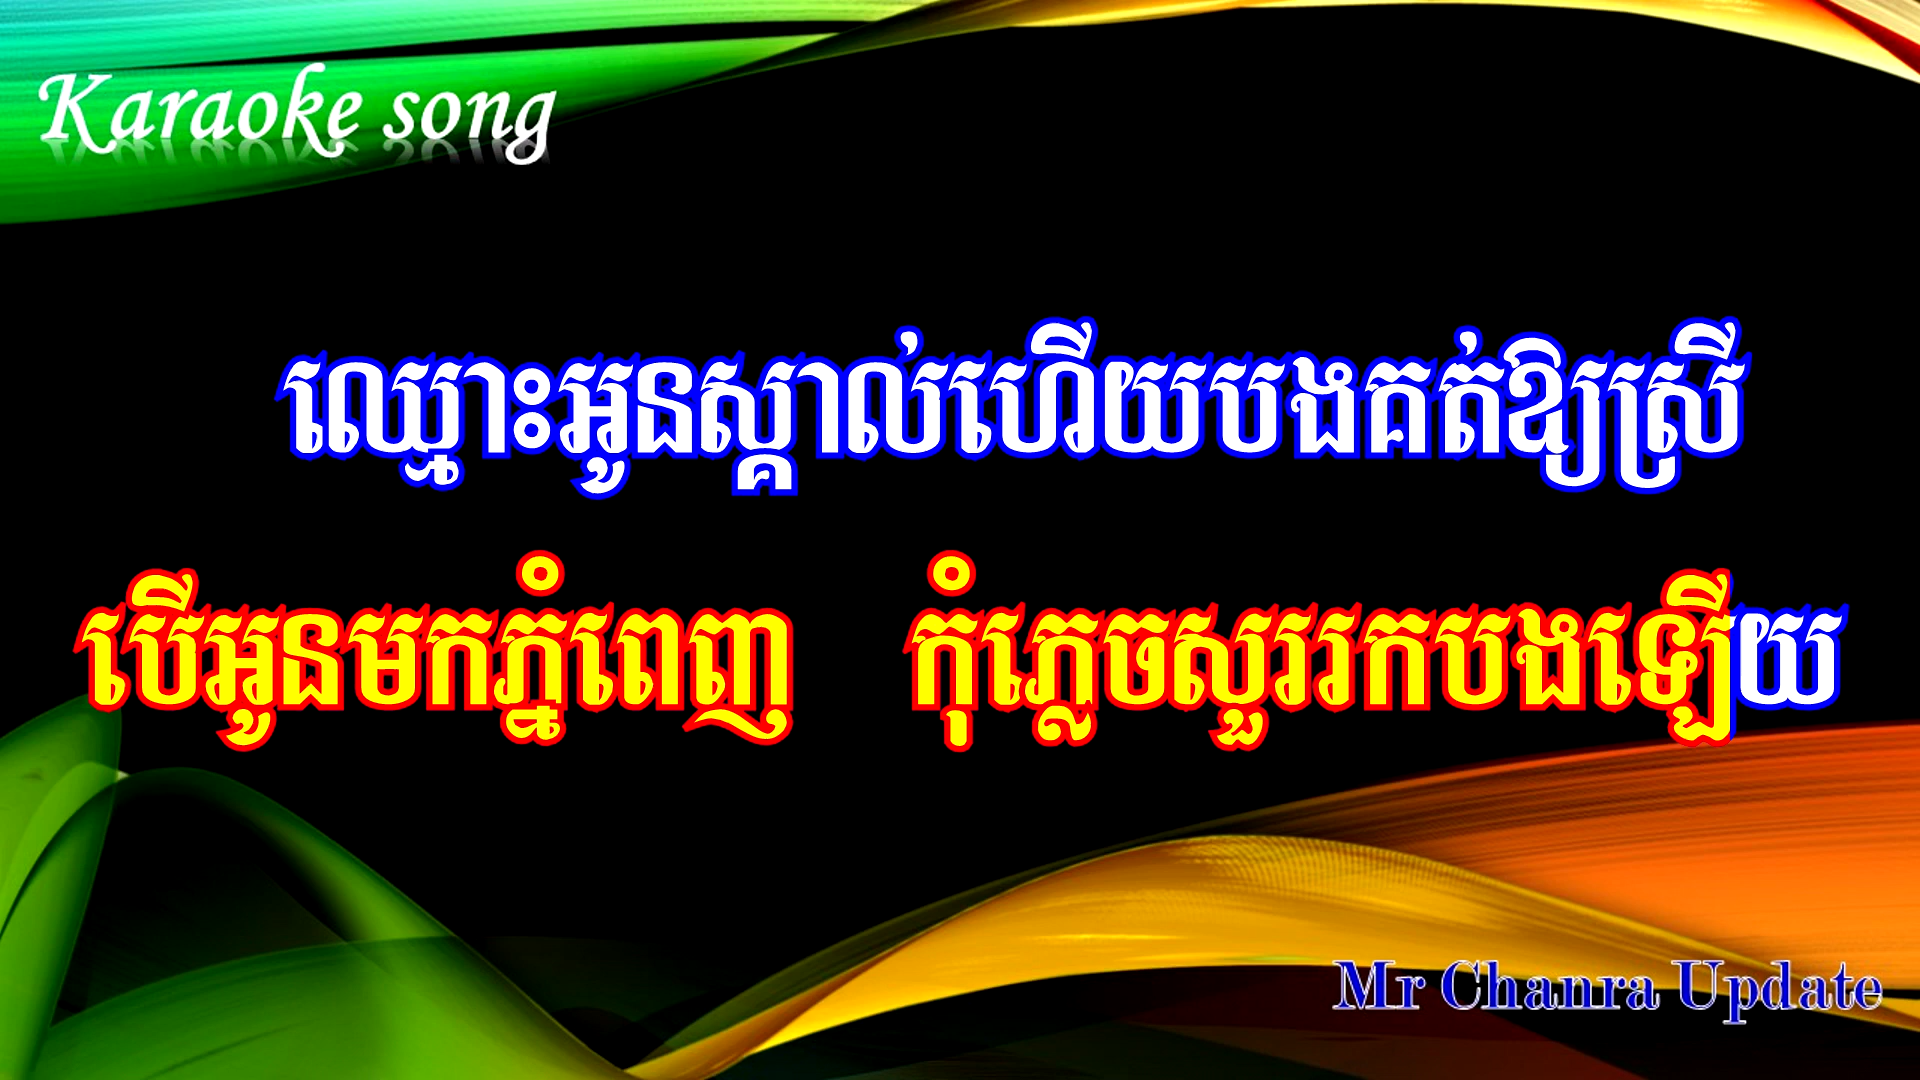 Karaoke song
ឈ្មោះអូនស្គាល់ហើយបងគត់ឱ្យស្រី
បើអូនមកភ្នំពេញ កុំភ្លេចសួររកបងឡើយ
Mr Chanra Update